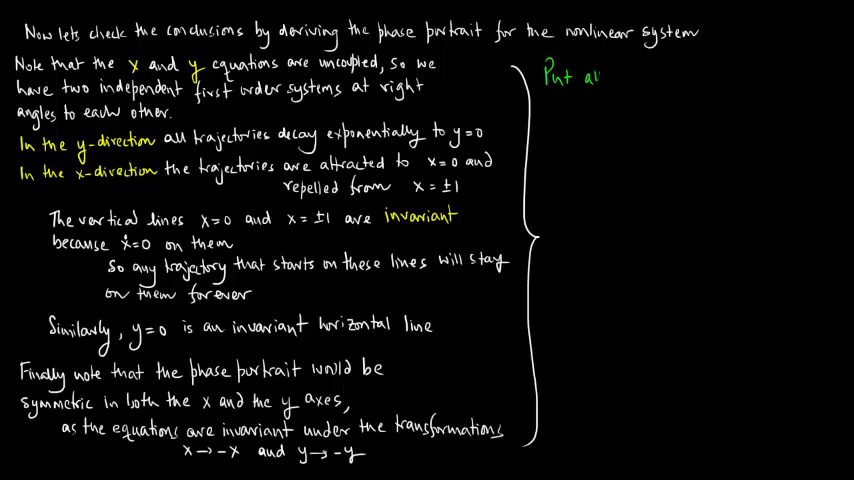 Now lets check the conclusions by deriving the phase portrait for the nonlinear system
Note that the x and y equations are uncoupled, so we
have two independent first order systems at right
angles to each other.
In the y-direction all trajectories decay exponentially to y=0
In the x-direction the trajectories are attracted to x=0 and
repelled from x = ±1
The vertical lines x=0 and x = ±1 are invariant
because ẋ=0 on them
So any trajectory that starts on these lines will stay
on them forever
Similarly, y=0 is an invariant horizontal line
Finally note that the phase portrait would be
symmetric in both the x and the y axes,
as the equations are invariant under the transformations
x→-x and y→-y
Put al